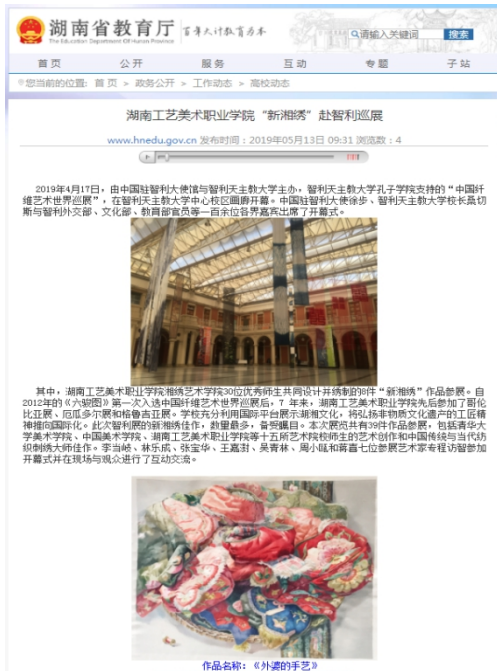 湖南省教育厅 百年大计教育为本
The Education Department Of Hunan Province
请输入关键词 搜索
首页 公开 服务 互动 专题 子站
您当前的位置: 首页 > 政务公开 > 工作动态 > 高校动态
湖南工艺美术职业学院“新湘绣”赴智利巡展
www.hnedu.gov.cn 发布时间：2019年05月13日 09:31 浏览数：4
2019年4月17日，由中国驻智利大使馆与智利天主教大学主办，智利天主教大学孔子学院支持的“中国纤
维艺术世界巡展”，在智利天主教大学中心校区画廊开幕。中国驻智利大使徐步、智利天主教大学校长桑切
斯与智利外交部、文化部、教育部官员等一百余位各界嘉宾出席了开幕式。
其中，湖南工艺美术职业学院湘绣艺术学院30位优秀师生共同设计并绣制的8件“新湘绣”作品参展。自
2012年的《六骏图》第一次入选中国纤维艺术世界巡展后，7 年来，湖南工艺美术职业学院先后参加了哥伦
比亚展、厄瓜多尔展和格鲁吉亚展。学校充分利用国际平台展示湖湘文化，将弘扬非物质文化遗产的工匠精
神推向国际化。此次智利展的新湘绣佳作，数量最多，备受瞩目。本次展览共有39件作品参展，包括清华大
学美术学院、中国美术学院、湖南工艺美术职业学院等十五所艺术院校师生的艺术创作和中国传统与当代纺
织刺绣大师佳作。李当岐、林乐成、张宝华、王嘉澍、吴青林、周小瓯和蒋喜七位参展艺术家专程访智参加
开幕式并在现场与观众进行了互动交流。
作品名称：《外婆的手艺》